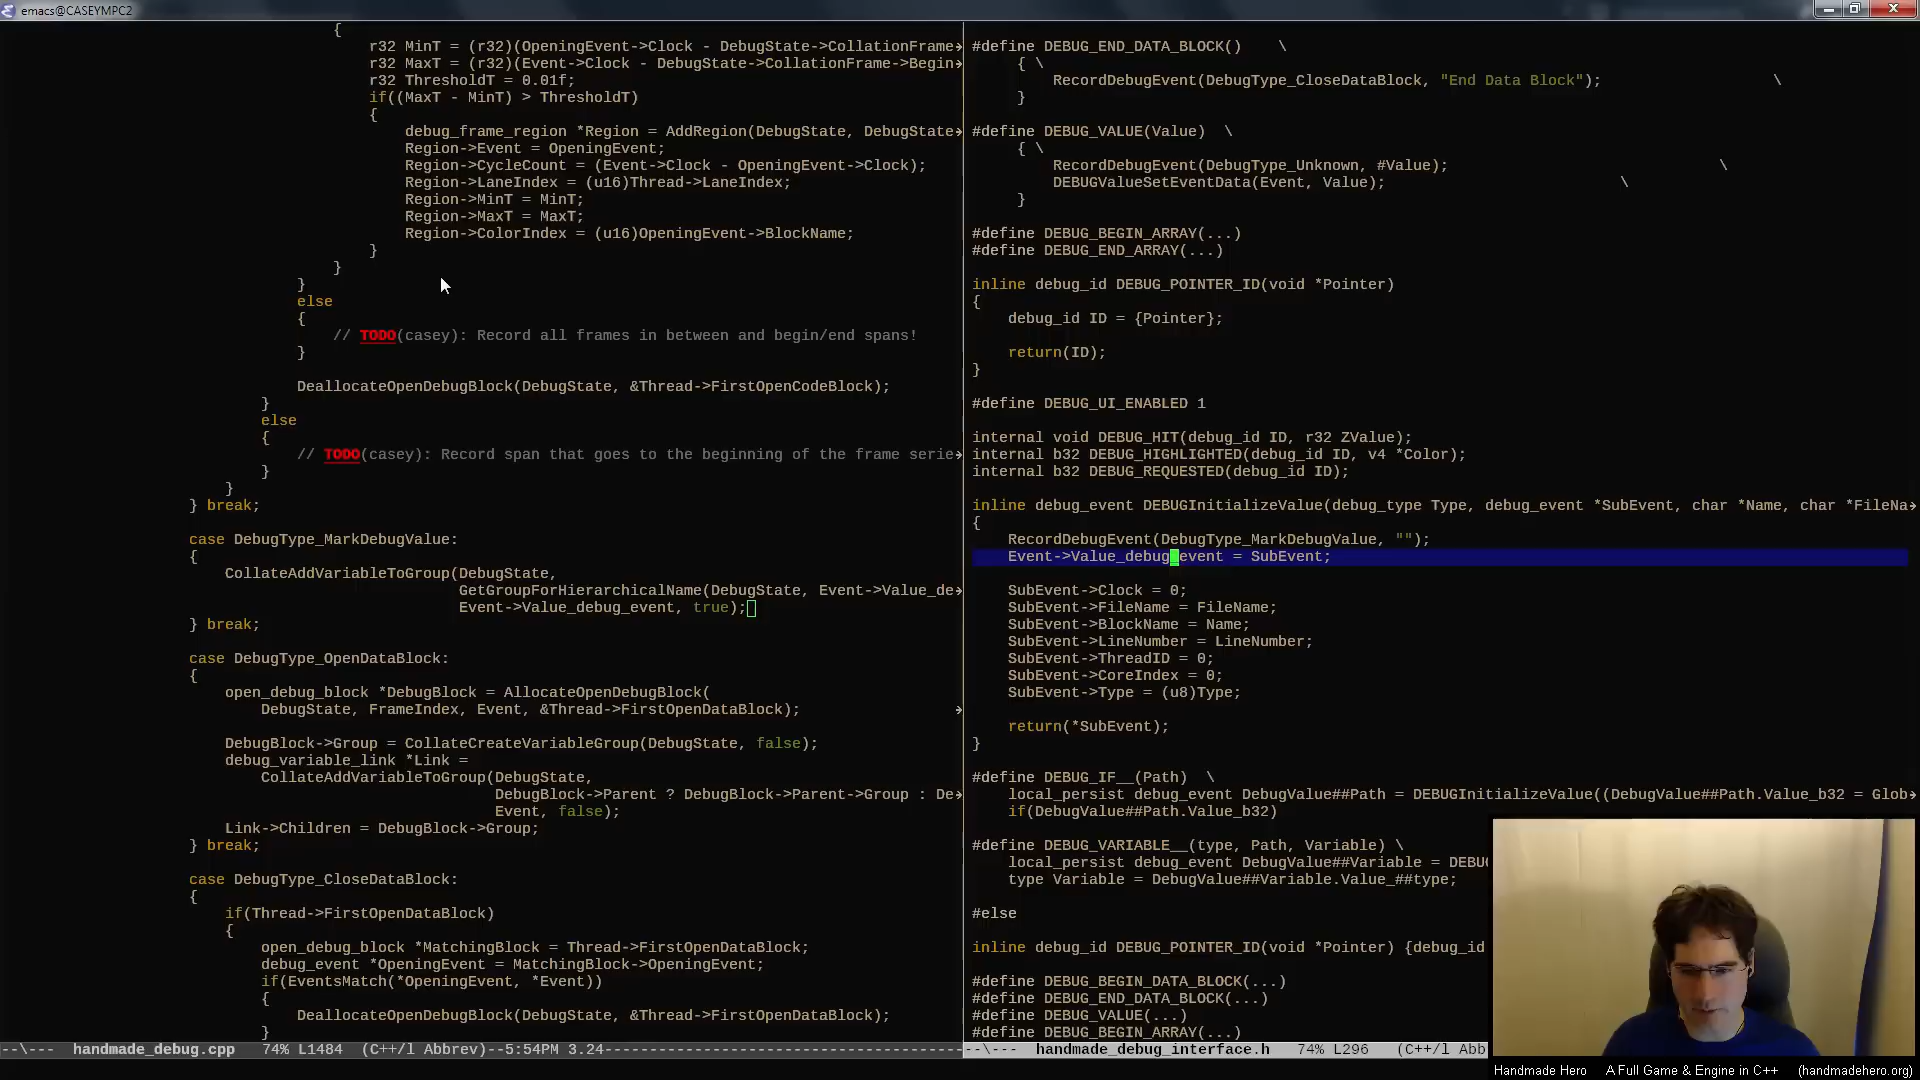 emacs@CASEYMPC2
{
r32 MinT = (r32)(OpeningEvent->Clock - DebugState->CollationFrame
r32 MaxT = (r32)(Event->Clock - DebugState->CollationFrame->Begin
r32 ThresholdT = 0.01f;
if((MaxT - MinT) > ThresholdT)
{
debug_frame_region *Region = AddRegion(DebugState, DebugState
Region->Event = OpeningEvent;
Region->CycleCount = (Event->Clock - OpeningEvent->Clock);
Region->LaneIndex = (u16)Thread->LaneIndex;
Region->MinT = MinT;
Region->MaxT = MaxT;
Region->ColorIndex = (u16)OpeningEvent->BlockName;
}
}
}
else
{
// TODO(casey): Record all frames in between and begin/end spans!
}
DeallocateOpenDebugBlock(DebugState, &Thread->FirstOpenCodeBlock);
}
else
{
// TODO(casey): Record span that goes to the beginning of the frame serie
}
}
} break;
case DebugType_MarkDebugValue:
{
CollateAddVariableToGroup(DebugState,
GetGroupForHierarchicalName(DebugState, Event->Value_de
Event->Value_debug_event, true);
} break;
case DebugType_OpenDataBlock:
{
open_debug_block *DebugBlock = AllocateOpenDebugBlock(
DebugState, FrameIndex, Event, &Thread->FirstOpenDataBlock);
DebugBlock->Group = CollateCreateVariableGroup(DebugState, false);
debug_variable_link *Link =
CollateAddVariableToGroup(DebugState,
DebugBlock->Parent ? DebugBlock->Parent->Group : De
Event, false);
Link->Children = DebugBlock->Group;
} break;
case DebugType_CloseDataBlock:
{
if(Thread->FirstOpenDataBlock)
{
open_debug_block *MatchingBlock = Thread->FirstOpenDataBlock;
debug_event *OpeningEvent = MatchingBlock->OpeningEvent;
if(EventsMatch(*OpeningEvent, *Event))
{
DeallocateOpenDebugBlock(DebugState, &Thread->FirstOpenDataBlock);
}
--\--- handmade_debug.cpp 74% L1484 (C++/l Abbrev)--5:54PM 3.24----------------------------------------
#define DEBUG_END_DATA_BLOCK() \
{ \
RecordDebugEvent(DebugType_CloseDataBlock, "End Data Block"); \
}
#define DEBUG_VALUE(Value) \
{ \
RecordDebugEvent(DebugType_Unknown, #Value); \
DEBUGValueSetEventData(Event, Value); \
}
#define DEBUG_BEGIN_ARRAY(...)
#define DEBUG_END_ARRAY(...)
inline debug_id DEBUG_POINTER_ID(void *Pointer)
{
debug_id ID = {Pointer};
return(ID);
}
#define DEBUG_UI_ENABLED 1
internal void DEBUG_HIT(debug_id ID, r32 ZValue);
internal b32 DEBUG_HIGHLIGHTED(debug_id ID, v4 *Color);
internal b32 DEBUG_REQUESTED(debug_id ID);
inline debug_event DEBUGInitializeValue(debug_type Type, debug_event *SubEvent, char *Name, char *FileNa
{
RecordDebugEvent(DebugType_MarkDebugValue, "");
Event->Value_debug_event = SubEvent;
SubEvent->Clock = 0;
SubEvent->FileName = FileName;
SubEvent->BlockName = Name;
SubEvent->LineNumber = LineNumber;
SubEvent->ThreadID = 0;
SubEvent->CoreIndex = 0;
SubEvent->Type = (u8)Type;
return(*SubEvent);
}
#define DEBUG_IF__(Path) \
local_persist debug_event DebugValue##Path = DEBUGInitializeValue((DebugValue##Path.Value_b32 = Glob
if(DebugValue##Path.Value_b32)
#define DEBUG_VARIABLE__(type, Path, Variable) \
local_persist debug_event DebugValue##Variable = DEBUG
type Variable = DebugValue##Variable.Value_##type;
#else
inline debug_id DEBUG_POINTER_ID(void *Pointer) {debug_id
#define DEBUG_BEGIN_DATA_BLOCK(...)
#define DEBUG_END_DATA_BLOCK(...)
#define DEBUG_VALUE(...)
#define DEBUG_BEGIN_ARRAY(...)
--\--- handmade_debug_interface.h 74% L296 (C++/l Abb
Handmade Hero A Full Game & Engine in C++ (handmadehero.org)